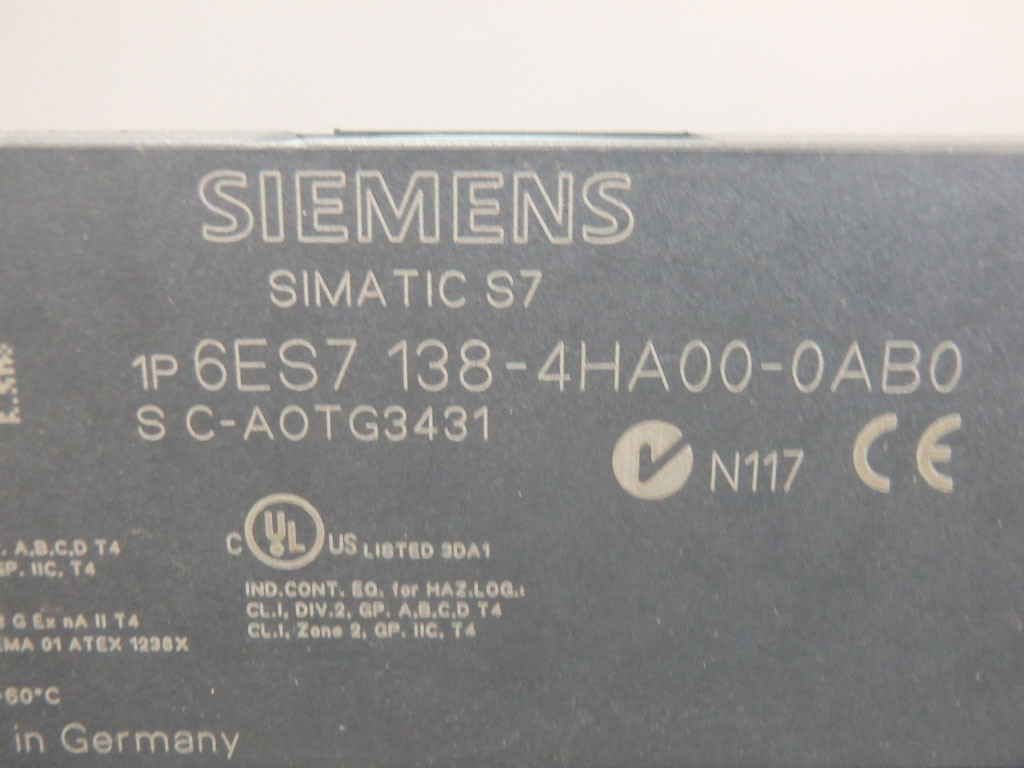 SIEMENS
SIMATIC S7
1P 6ES7 138-4HA00-0AB0
S C-A0TG3431
N117 CE
C UL US LISTED 3DA1
IND.CONT. EQ. for HAZ.LOC.:
CL.I, DIV.2, GP. A,B,C,D T4
CL.I, Zone 2, GP. IIC, T4
. A,B,C,D T4
GP. IIC, T4
G Ex nA II T4
EMA 01 ATEX 1238X
60°C
in Germany